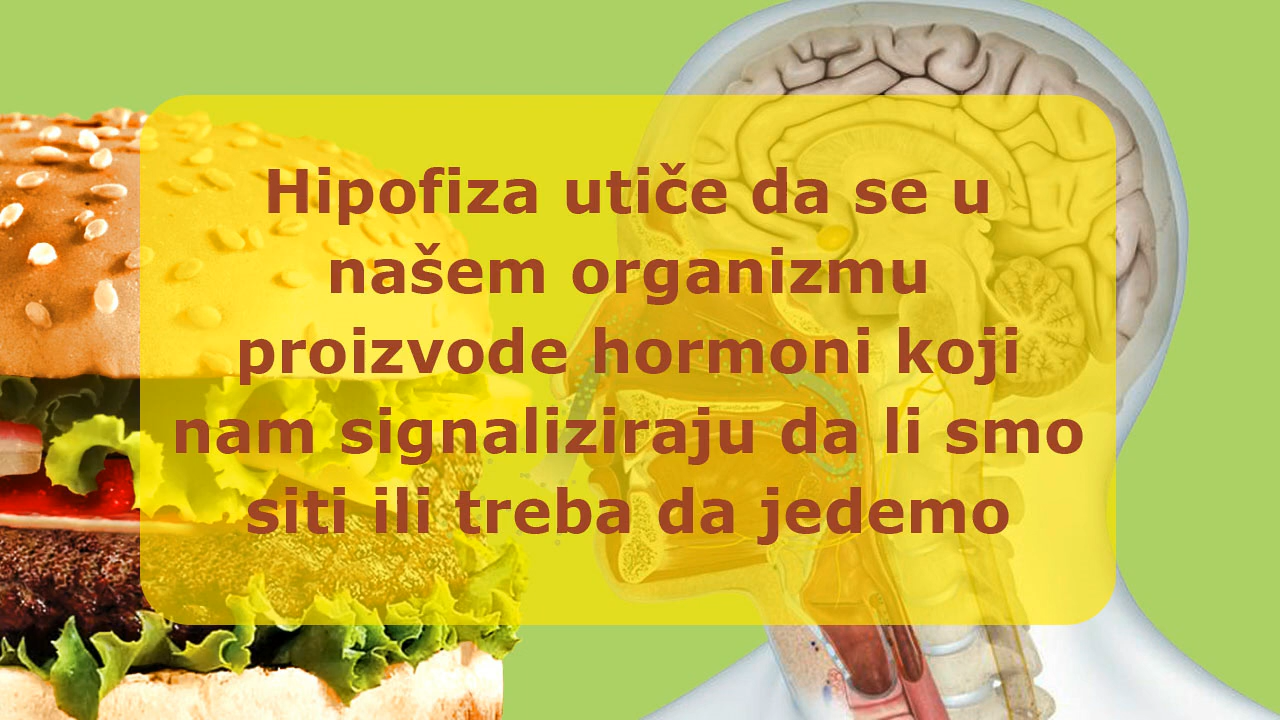 Hipofiza utiče da se u
našem organizmu
proizvode hormoni koji
nam signaliziraju da li smo
siti ili treba da jedemo